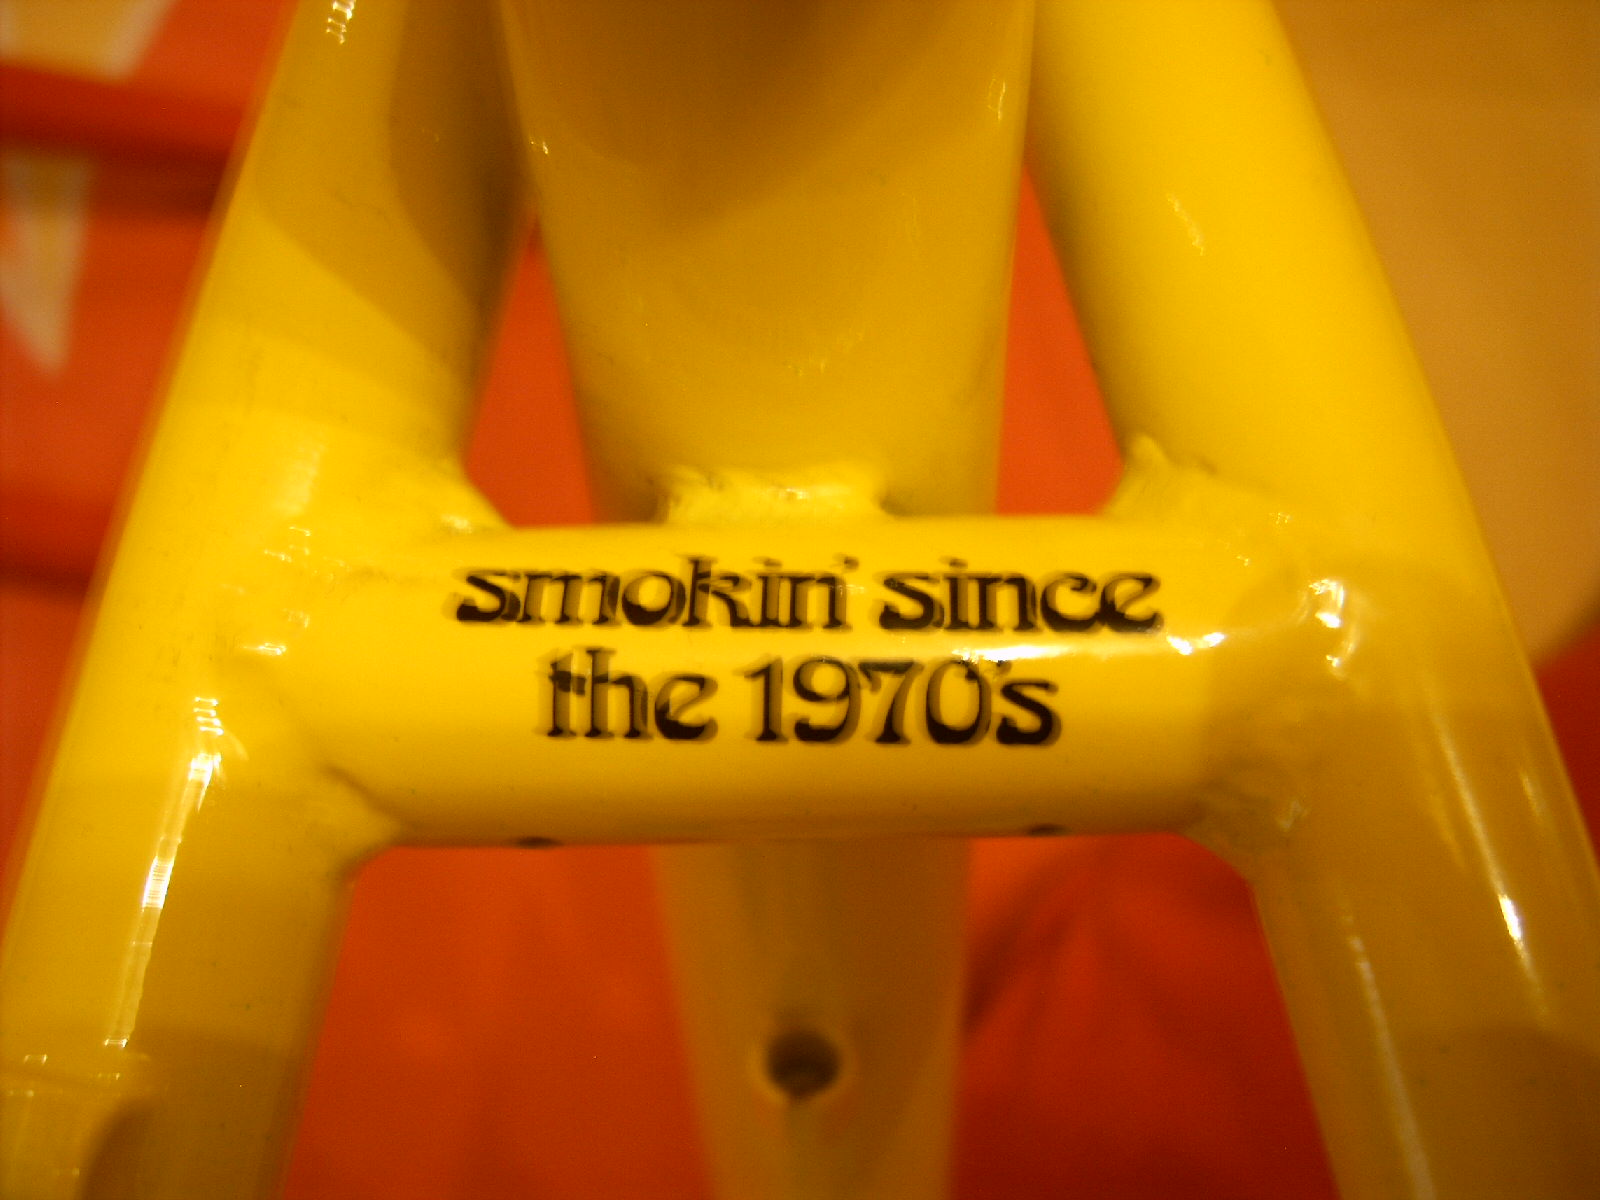 smokin' since
the 1970's